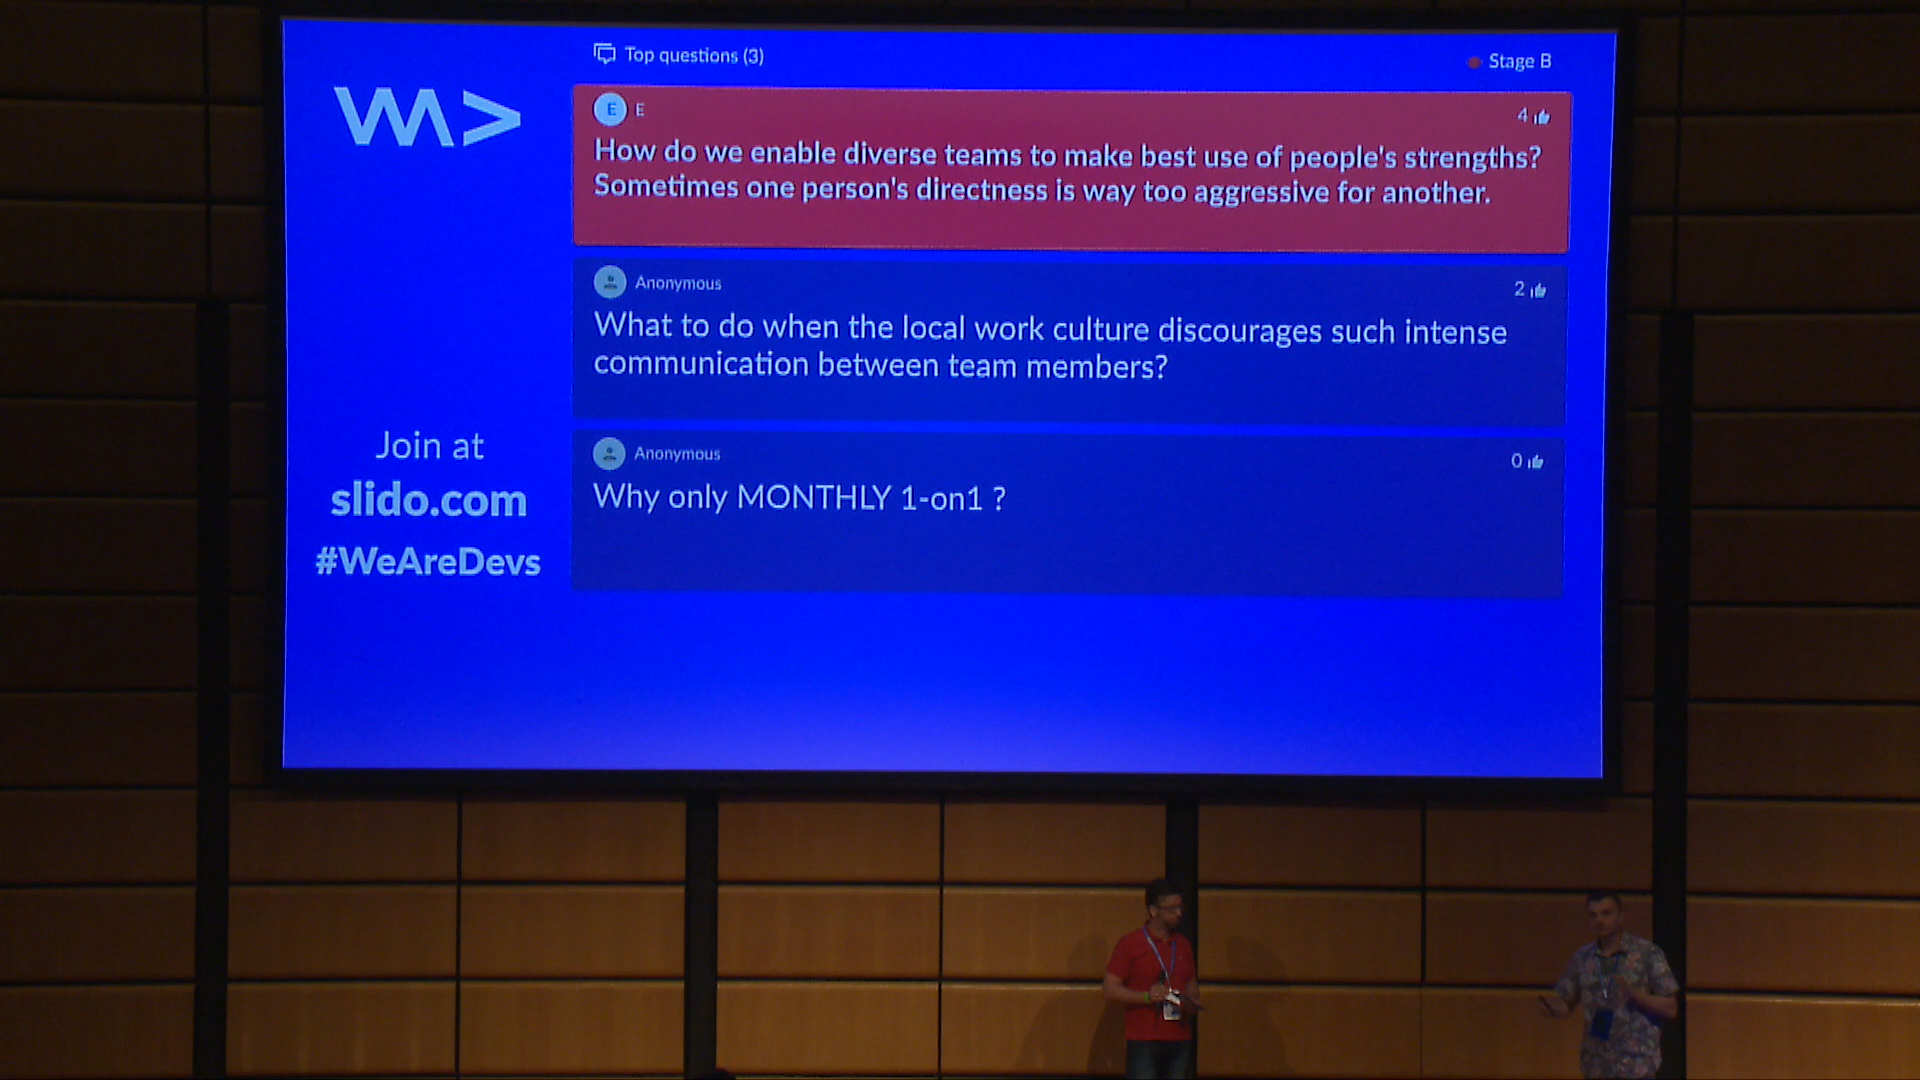 Top questions (3)
Stage B
WA>
E E
4
How do we enable diverse teams to make best use of people's strengths?
Sometimes one person's directness is way too aggressive for another.
Anonymous
2
What to do when the local work culture discourages such intense
communication between team members?
Anonymous
0
Why only MONTHLY 1-on1 ?
Join at
slido.com
#WeAreDevs